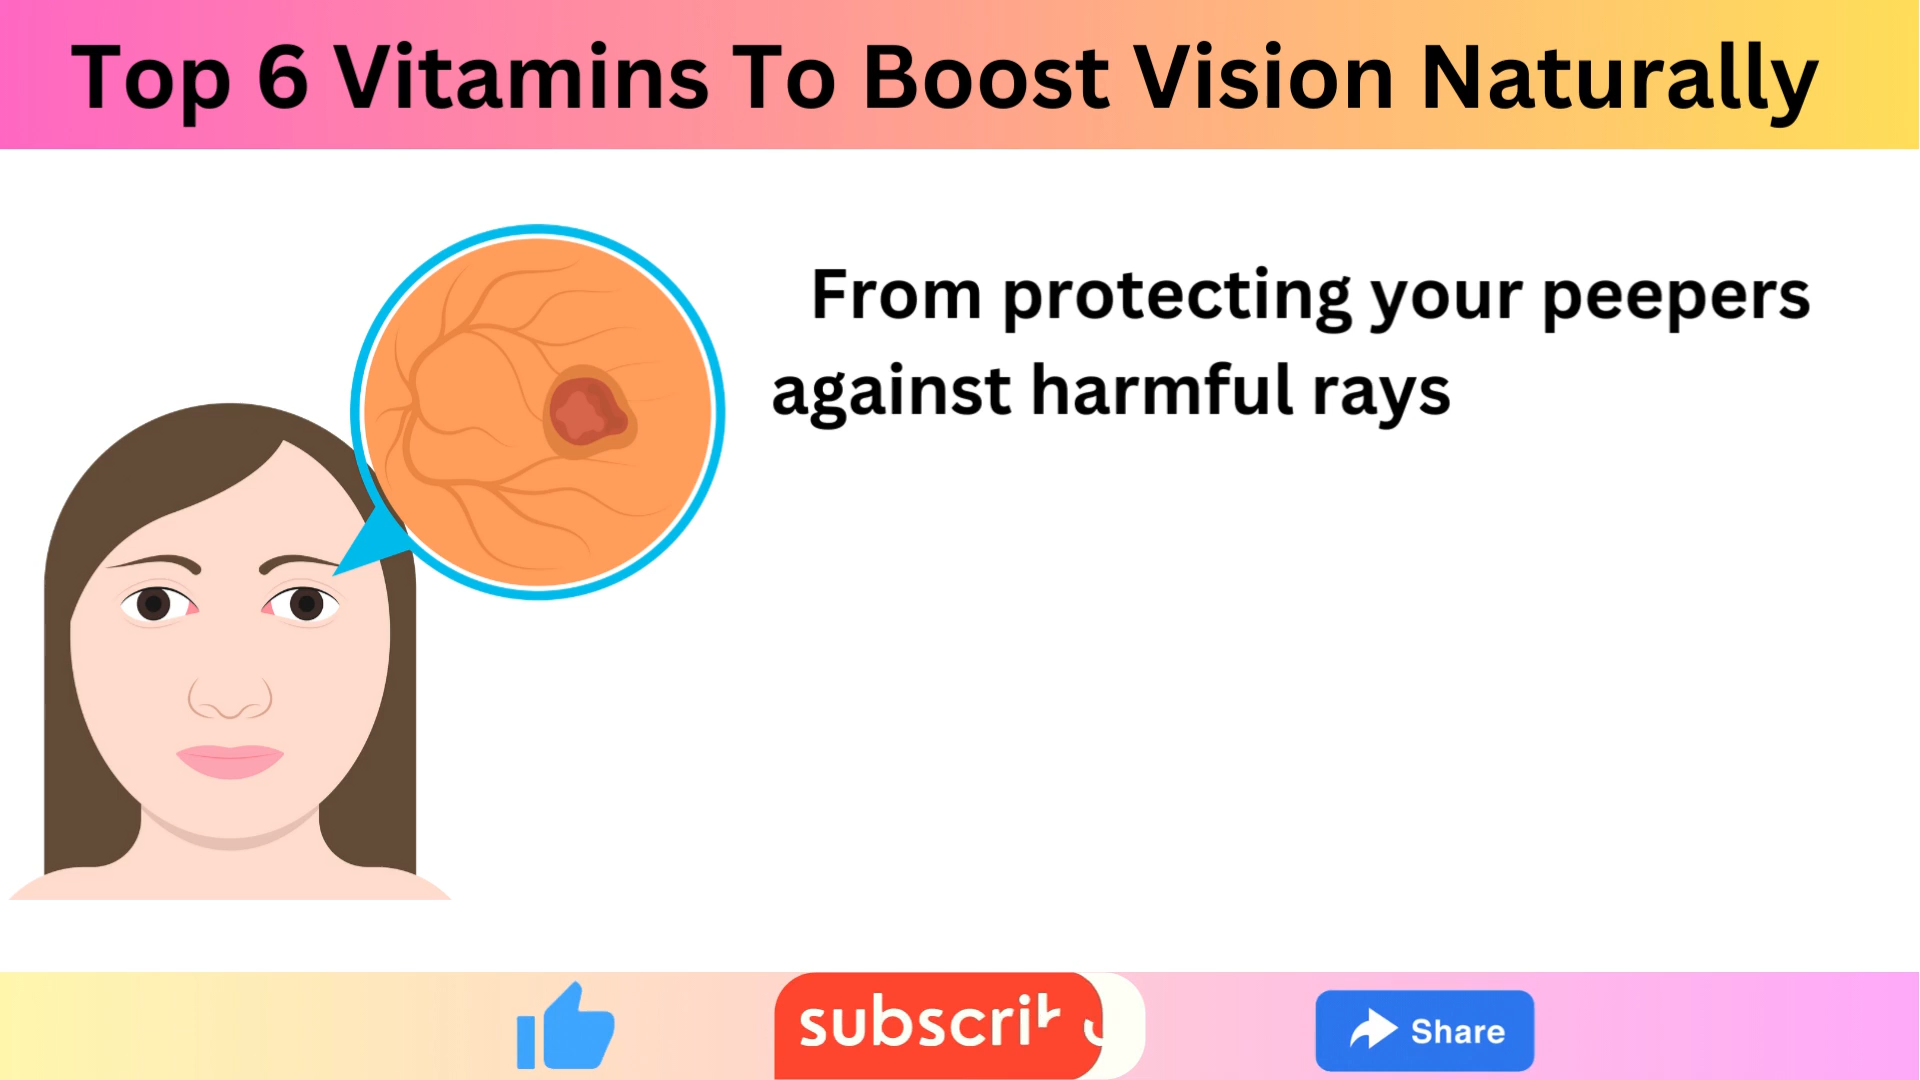 Top 6 Vitamins To Boost Vision Naturally
From protecting your peepers
against harmful rays
Share